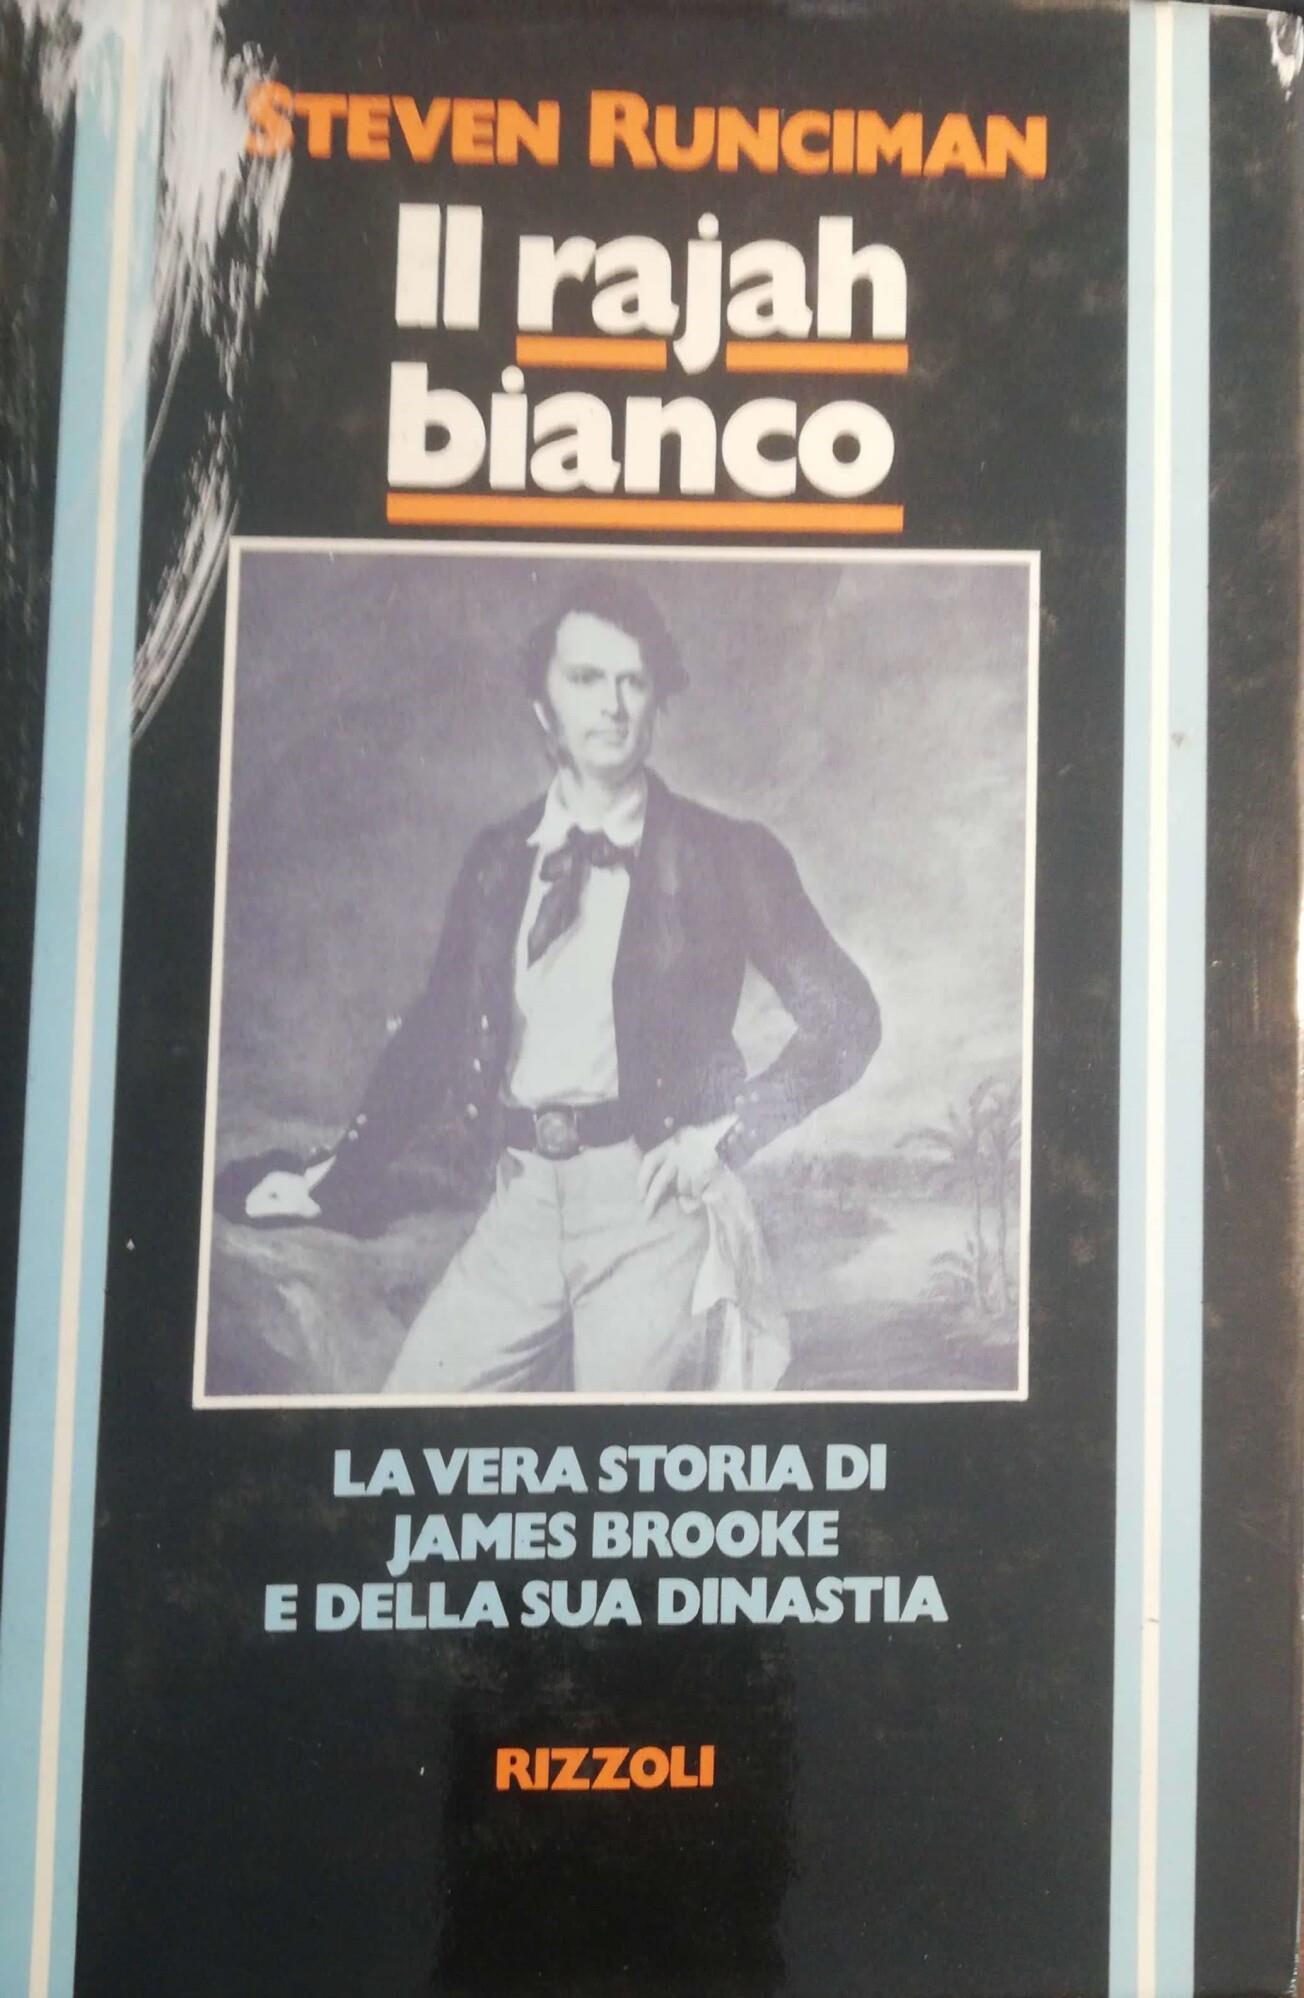 STEVEN RUNCIMAN
Il rajah
bianco
LA VERA STORIA DI
JAMES BROOKE
E DELLA SUA DINASTIA
RIZZOLI